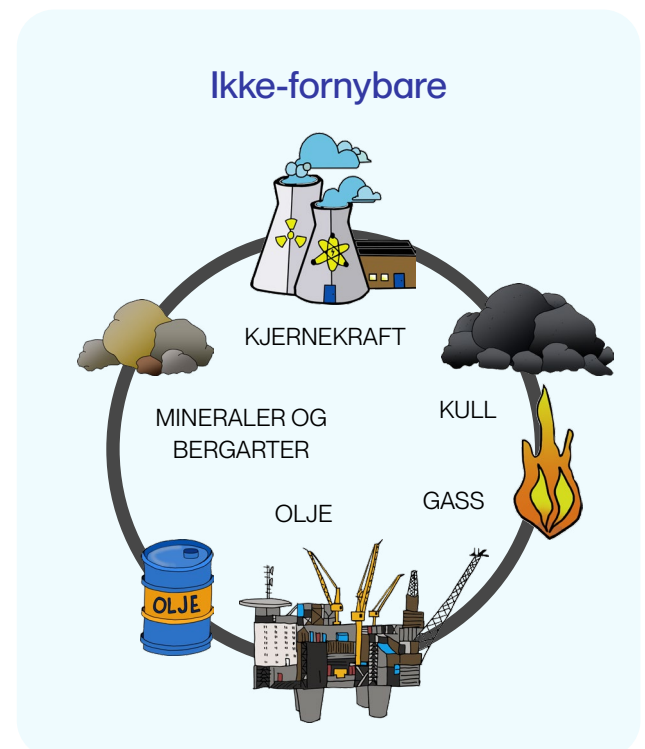 Ikke-fornybare
KJERNEKRAFT
KULL
MINERALER OG
BERGARTER
GASS
OLJE
OLJE